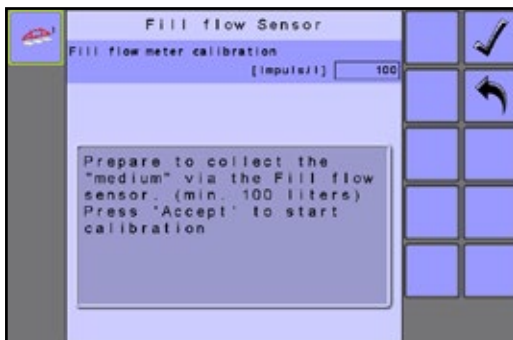 Fill flow Sensor
Fill flow meter calibration
[impuls/l] 100
Prepare to collect the
"medium" via the Fill flow
sensor. (min. 100 liters)
Press "Accept" to start
calibration